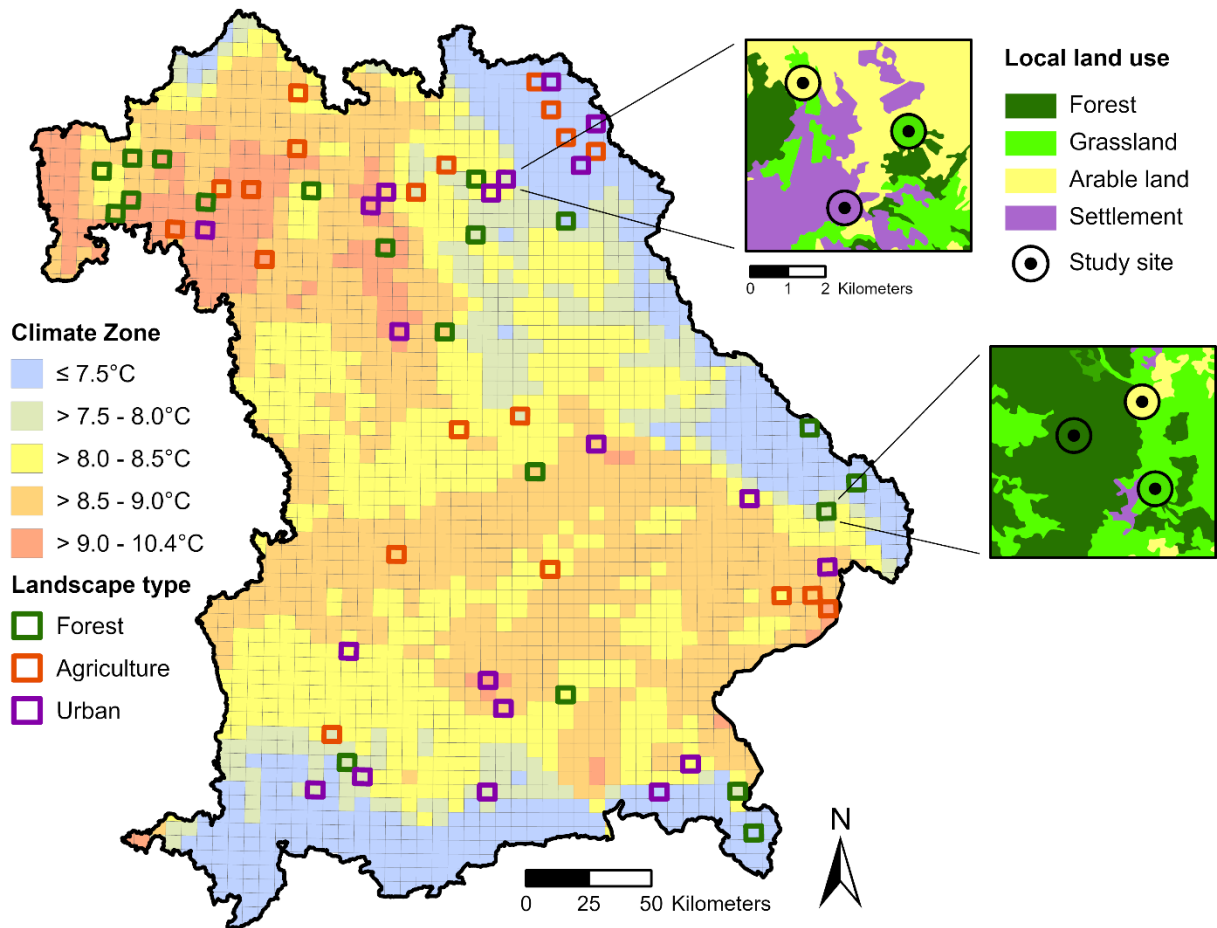 Local land use
Forest
Grassland
Arable land
Settlement
Study site
0 1 2 Kilometers
Climate Zone
≤ 7.5°C
> 7.5 - 8.0°C
> 8.0 - 8.5°C
> 8.5 - 9.0°C
> 9.0 - 10.4°C
Landscape type
Forest
Agriculture
Urban
N
0 25 50 Kilometers